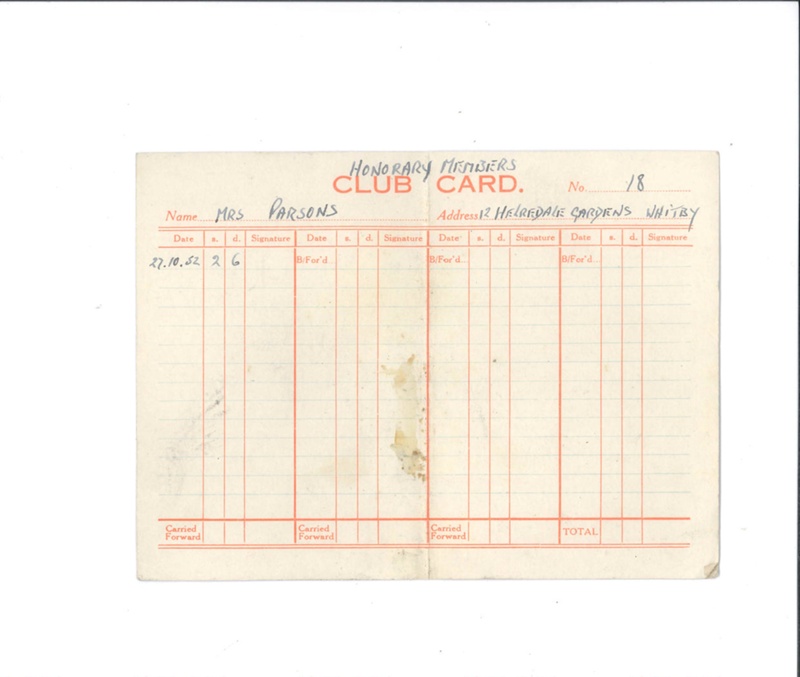 HONORARY MEMBERS
CLUB CARD.
No. 18
Name MRS PARSONS Address 12 HELREDALE GARDENS WHITBY
Date s. d. Signature Date s. d. Signature Date s. d. Signature Date s. d. Signature
27.10.52 2 6 B/For'd B/For'd B/For'd
Carried Forward Carried Forward Carried Forward TOTAL